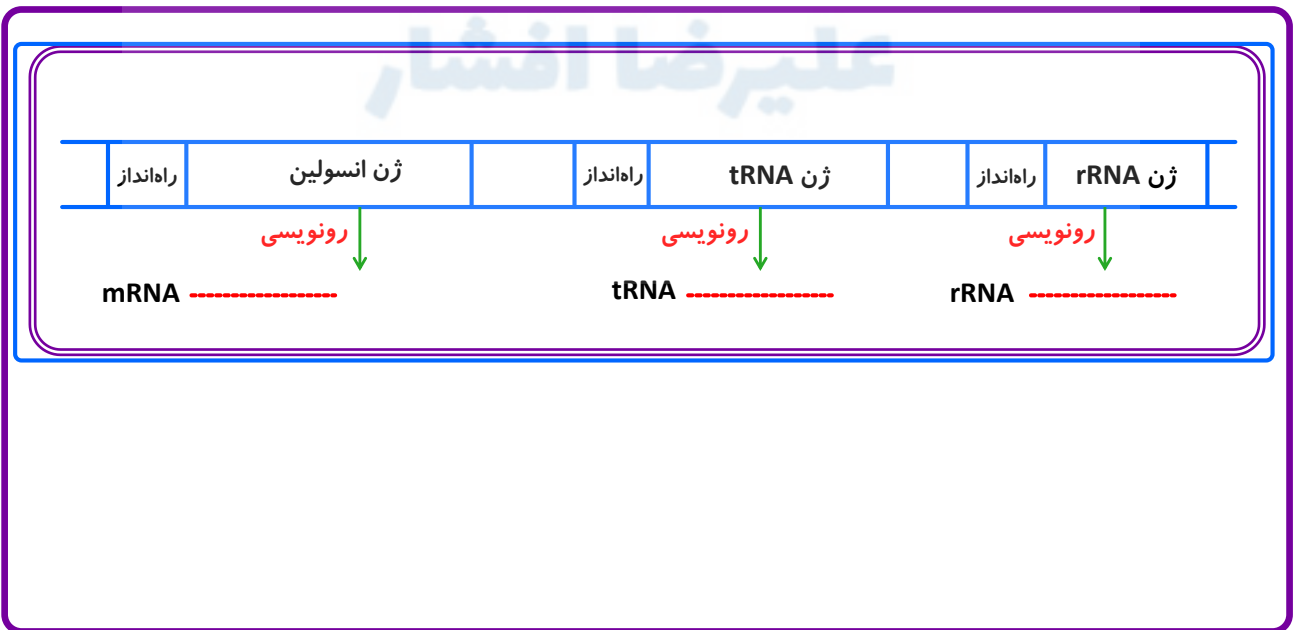 علیرضا افشار
راه‌انداز ژن انسولین راه‌انداز ژن tRNA راه‌انداز ژن rRNA
رونویسی رونویسی رونویسی
mRNA tRNA rRNA